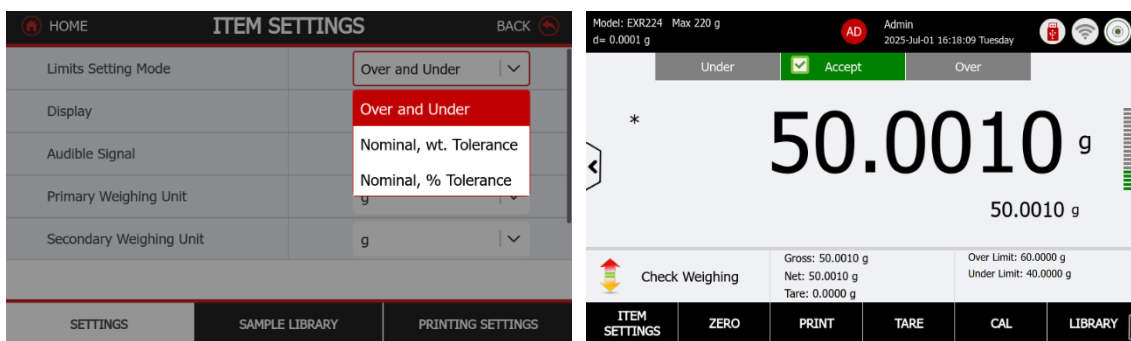 HOME
ITEM SETTINGS
BACK
Limits Setting Mode
Over and Under
Display
Over and Under
Audible Signal
Nominal, wt. Tolerance
Nominal, % Tolerance
Primary Weighing Unit
g
Secondary Weighing Unit
g
SETTINGS
SAMPLE LIBRARY
PRINTING SETTINGS
Model: EXR224 Max 220 g
d= 0.0001 g
AD
Admin
2025-Jul-01 16:18:09 Tuesday
Under
Accept
Over
*
50.0010 g
50.0010 g
Check Weighing
Gross: 50.0010 g
Net: 50.0010 g
Tare: 0.0000 g
Over Limit: 60.0000 g
Under Limit: 40.0000 g
ITEM
SETTINGS
ZERO
PRINT
TARE
CAL
LIBRARY